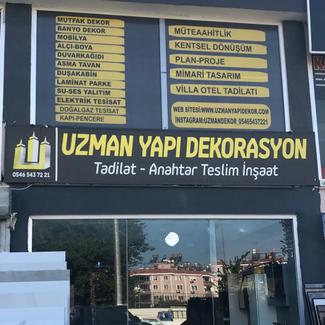 MUTFAK DEKOR
BANYO DEKOR
MOBİLYA
ALÇI-BOYA
DUVARKAĞIDI
ASMA TAVAN
DUŞAKABİN
LAMİNAT PARKE
SU-SES YALITIM
ELEKTRİK TESİSAT
DOĞALGAZ TESİSAT
KAPI-PENCERE
MÜTEAAHİTLİK
KENTSEL DÖNÜŞÜM
PLAN-PROJE
MİMARİ TASARIM
VİLLA OTEL TADİLATI
WEB SİTESİ:WWW.UZMANYAPIDEKOR.COM
İNSTAGRAM:UZMANDEKOR_05465437221
UZMAN YAPI DEKORASYON
Tadilat - Anahtar Teslim İnşaat
0546 543 72 21